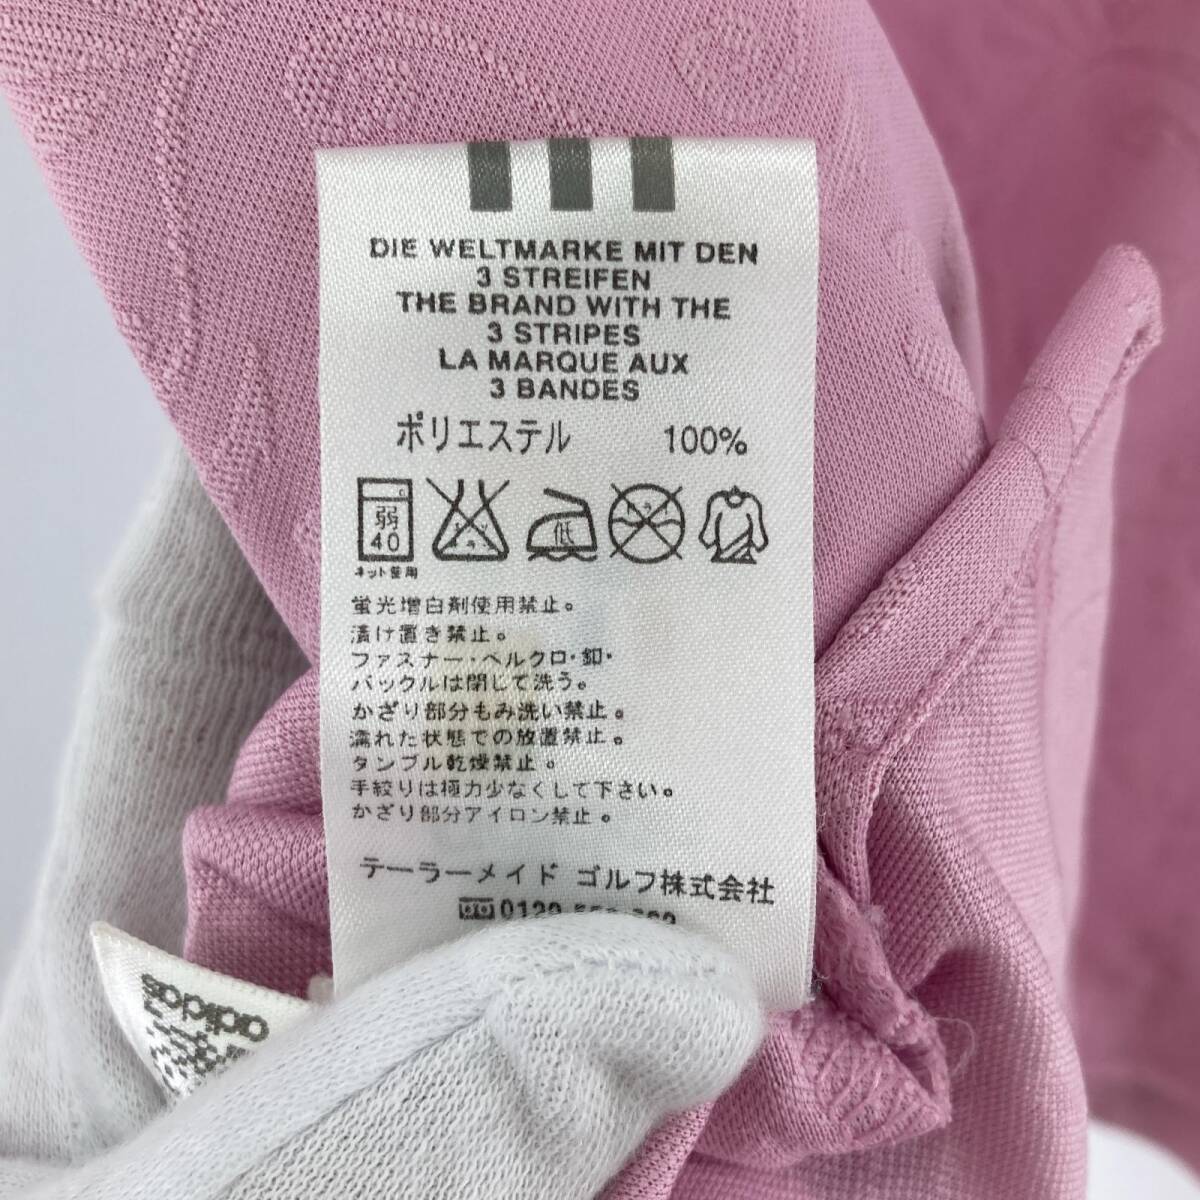 DIE WELTMARKE MIT DEN
3 STREIFEN
THE BRAND WITH THE
3 STRIPES
LA MARQUE AUX
3 BANDES
ポリエステル 100%
弱
40
低
ネット使用
蛍光増白剤使用禁止。
漬け置き禁止。
ファスナー・ベルクロ・釦・
バックルは閉じて洗う。
かざり部分もみ洗い禁止。
濡れた状態での放置禁止。
タンブル乾燥禁止。
手絞りは極力少なくして下さい。
かざり部分アイロン禁止。
テーラーメイド ゴルフ株式会社
0120
adidas